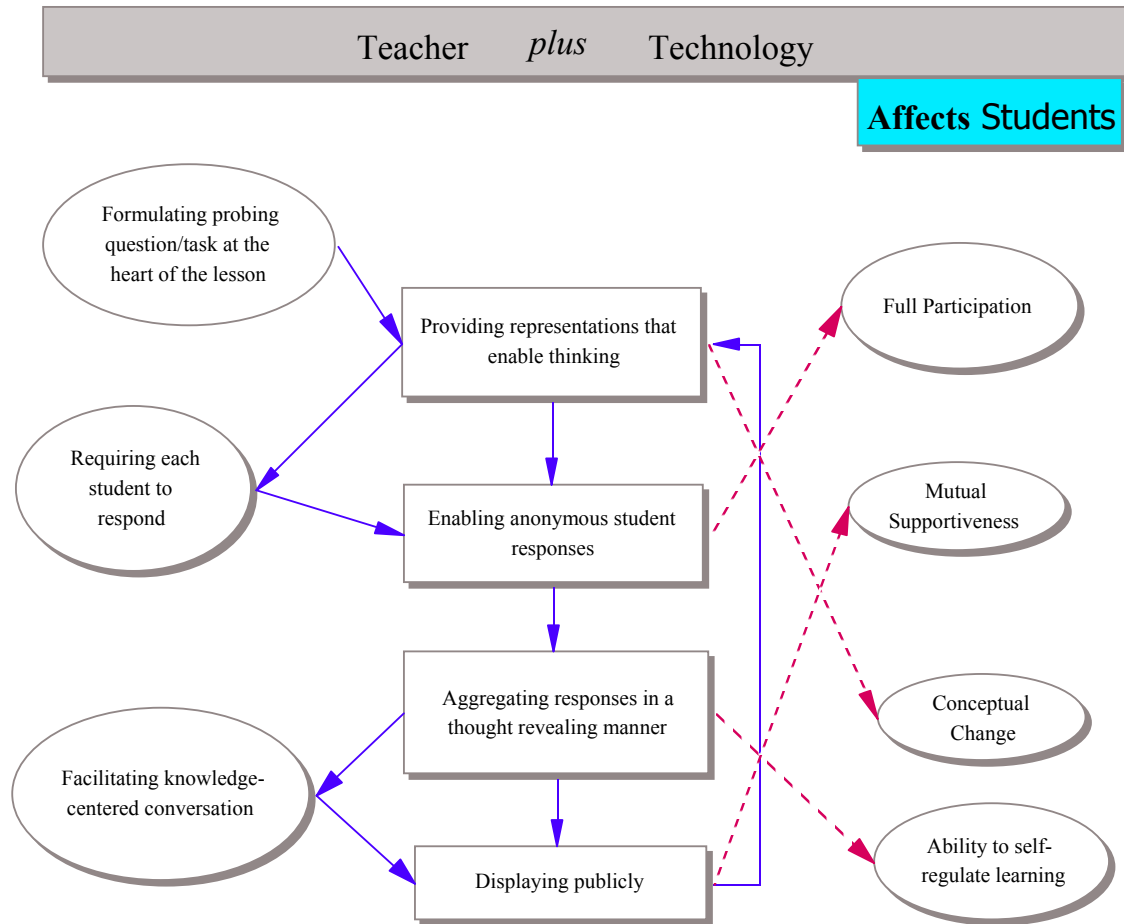 Teacher plus Technology
Affects Students
Formulating probing
question/task at the
heart of the lesson
Providing representations that
enable thinking
Full Participation
Requiring each
student to
respond
Enabling anonymous student
responses
Mutual
Supportiveness
Aggregating responses in a
thought revealing manner
Conceptual
Change
Facilitating knowledge-
centered conversation
Displaying publicly
Ability to self-
regulate learning